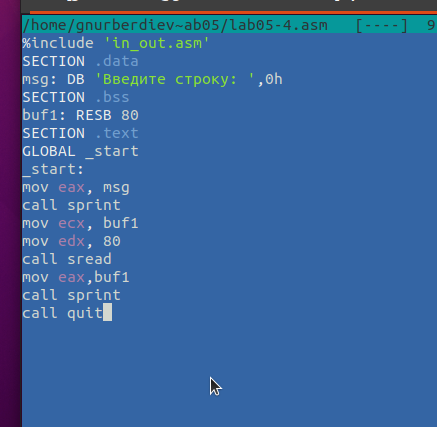 /home/gnurberdiev~ab05/lab05-4.asm [----] 9
%include 'in_out.asm'
SECTION .data
msg: DB 'Введите строку: ',0h
SECTION .bss
buf1: RESB 80
SECTION .text
GLOBAL _start
_start:
mov eax, msg
call sprint
mov ecx, buf1
mov edx, 80
call sread
mov eax,buf1
call sprint
call quit